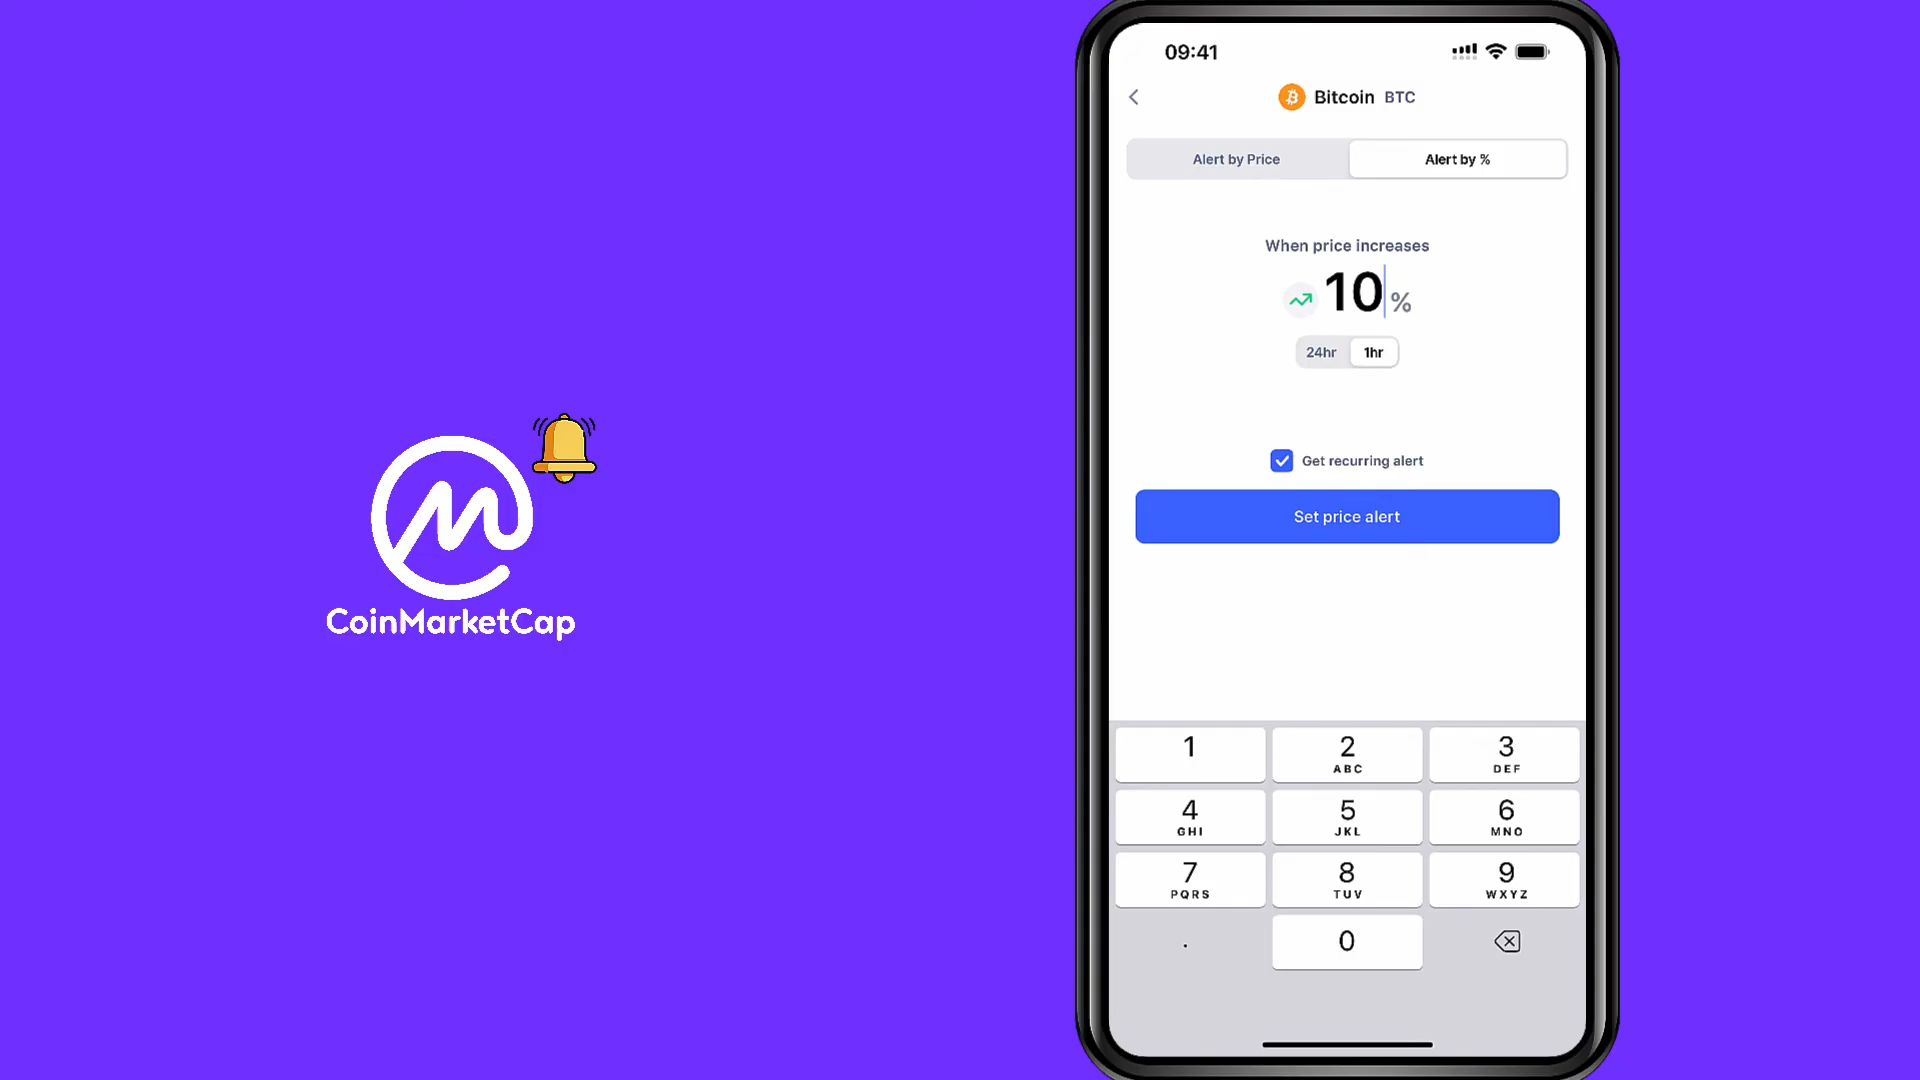 CoinMarketCap
09:41
Bitcoin BTC
Alert by Price Alert by %
When price increases
10 %
24hr 1hr
Get recurring alert
Set price alert
1 2 3
ABC DEF
4 5 6
GHI JKL MNO
7 8 9
PQRS TUV WXYZ
. 0